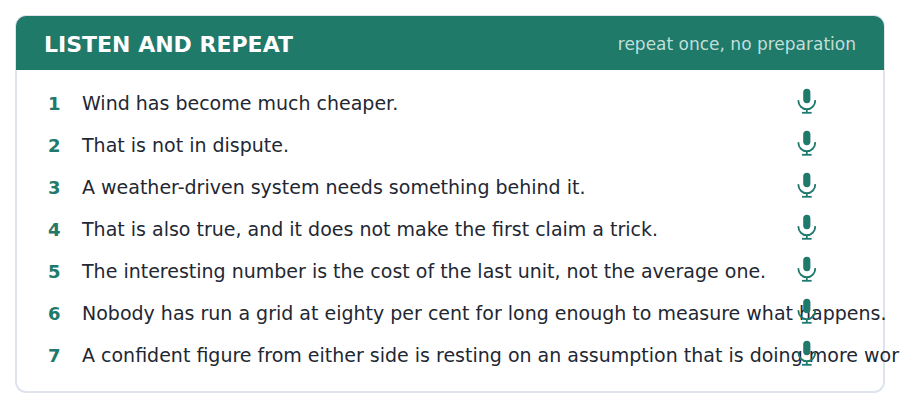 LISTEN AND REPEAT repeat once, no preparation
1 Wind has become much cheaper.
2 That is not in dispute.
3 A weather-driven system needs something behind it.
4 That is also true, and it does not make the first claim a trick.
5 The interesting number is the cost of the last unit, not the average one.
6 Nobody has run a grid at eighty per cent for long enough to measure what happens.
7 A confident figure from either side is resting on an assumption that is doing more